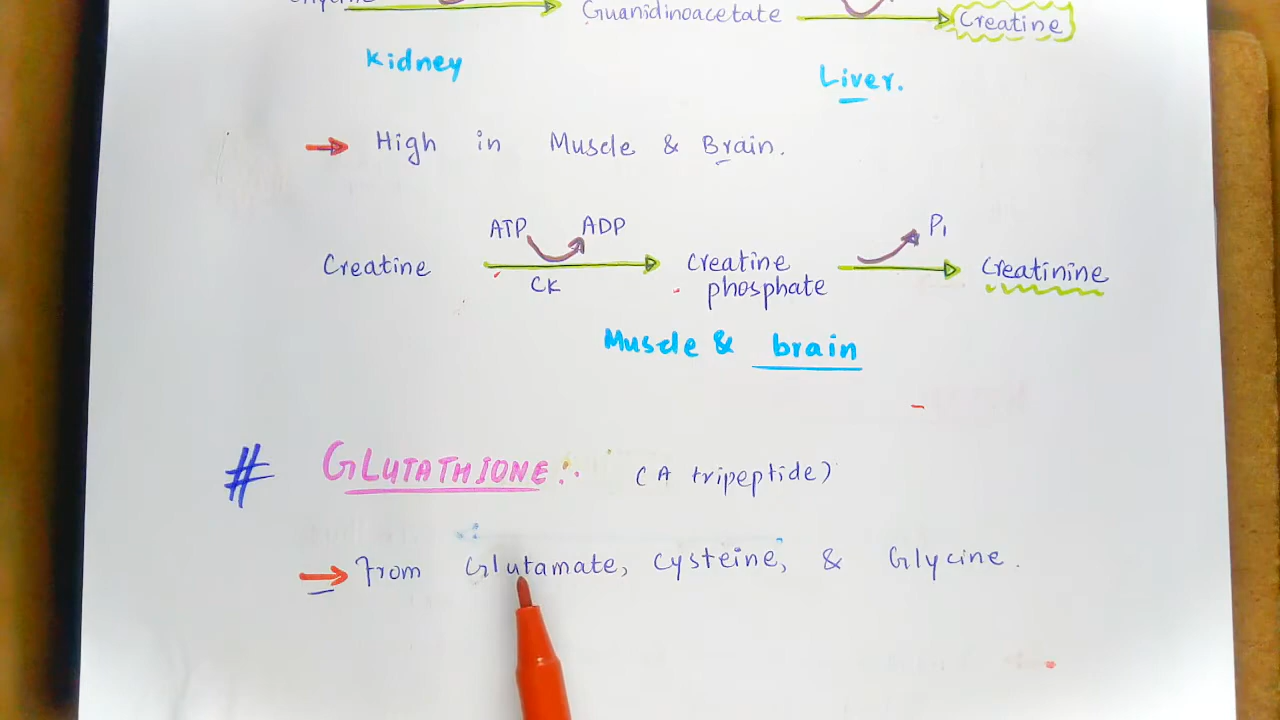 Guanidinoacetate Creatine
Kidney Liver.
High in Muscle & Brain.
ATP ADP Pi
Creatine Creatine Creatinine
CK phosphate
Muscle & brain
# GLUTATHIONE:. (A tripeptide)
From Glutamate, Cysteine, & Glycine.